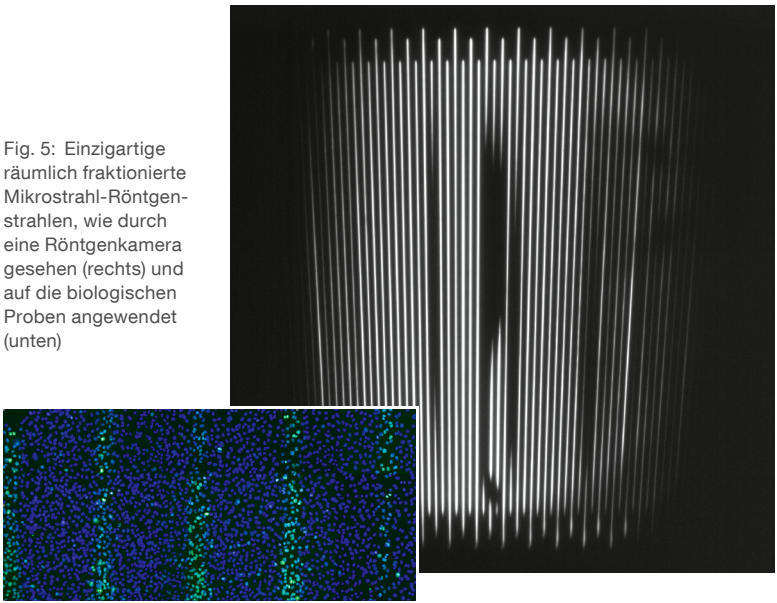 Fig. 5: Einzigartige
räumlich fraktionierte
Mikrostrahl-Röntgen-
strahlen, wie durch
eine Röntgenkamera
gesehen (rechts) und
auf die biologischen
Proben angewendet
(unten)